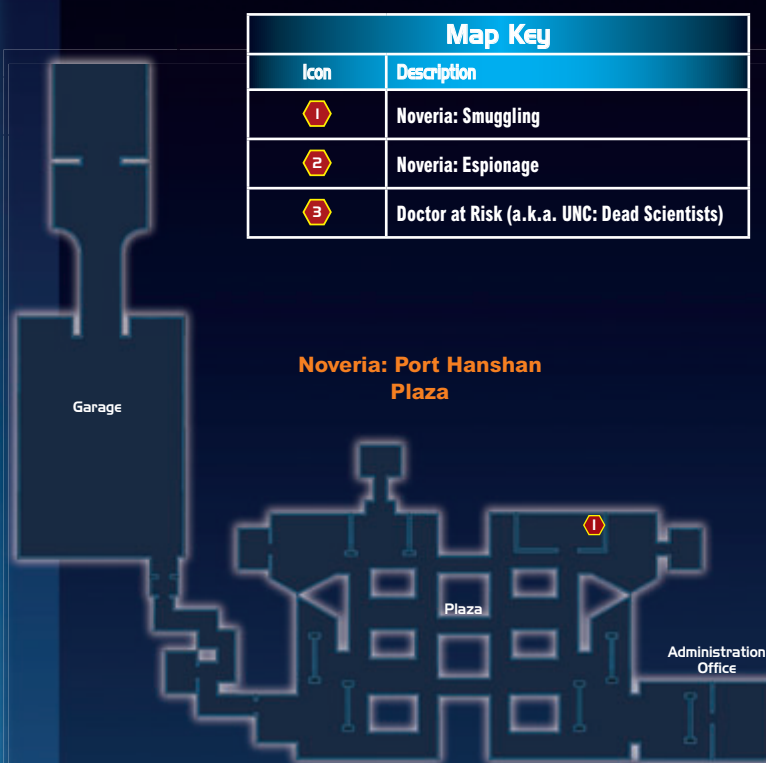 Map Key
Icon Description
1 Noveria: Smuggling
2 Noveria: Espionage
3 Doctor at Risk (a.k.a. UNC: Dead Scientists)
Noveria: Port Hanshan
Plaza
Garage
1
Plaza
Administration
Office